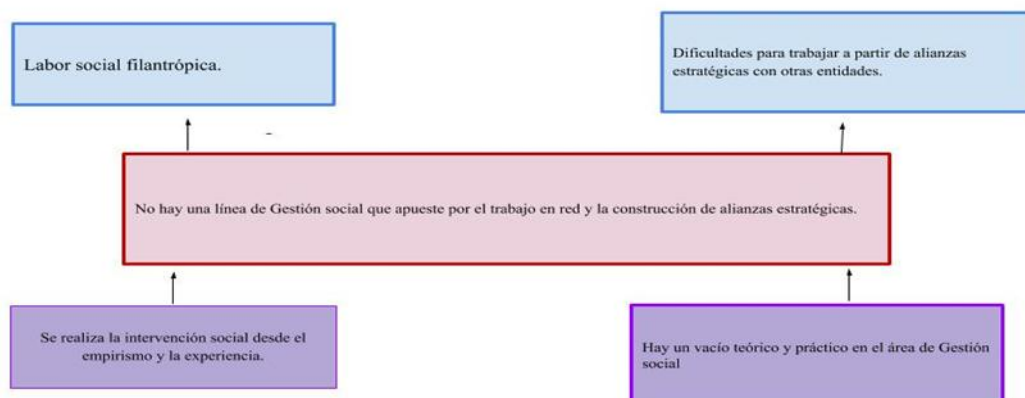 Labor social filantrópica.
Dificultades para trabajar a partir de alianzas
estratégicas con otras entidades.
No hay una línea de Gestión social que apueste por el trabajo en red y la construcción de alianzas estratégicas.
Se realiza la intervención social desde el
empirismo y la experiencia.
Hay un vacío teórico y práctico en el área de Gestión
social